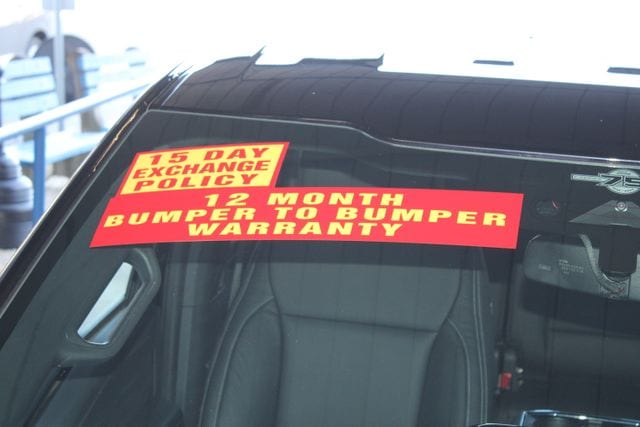 15 DAY
EXCHANGE
POLICY
12 MONTH
BUMPER TO BUMPER
WARRANTY